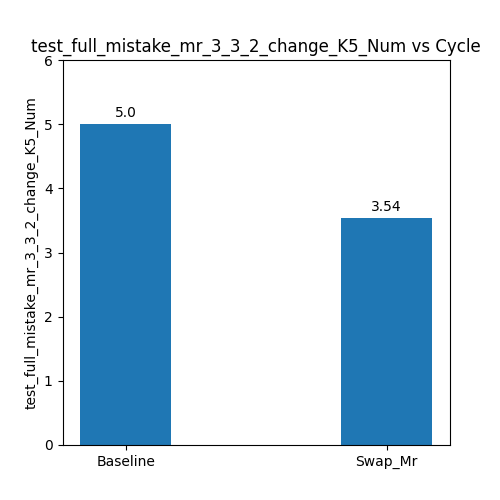 test_full_mistake_mr_3_3_2_change_K5_Num vs Cycle
test_full_mistake_mr_3_3_2_change_K5_Num
6
5
4
3
2
1
0
5.0
3.54
Baseline
Swap_Mr